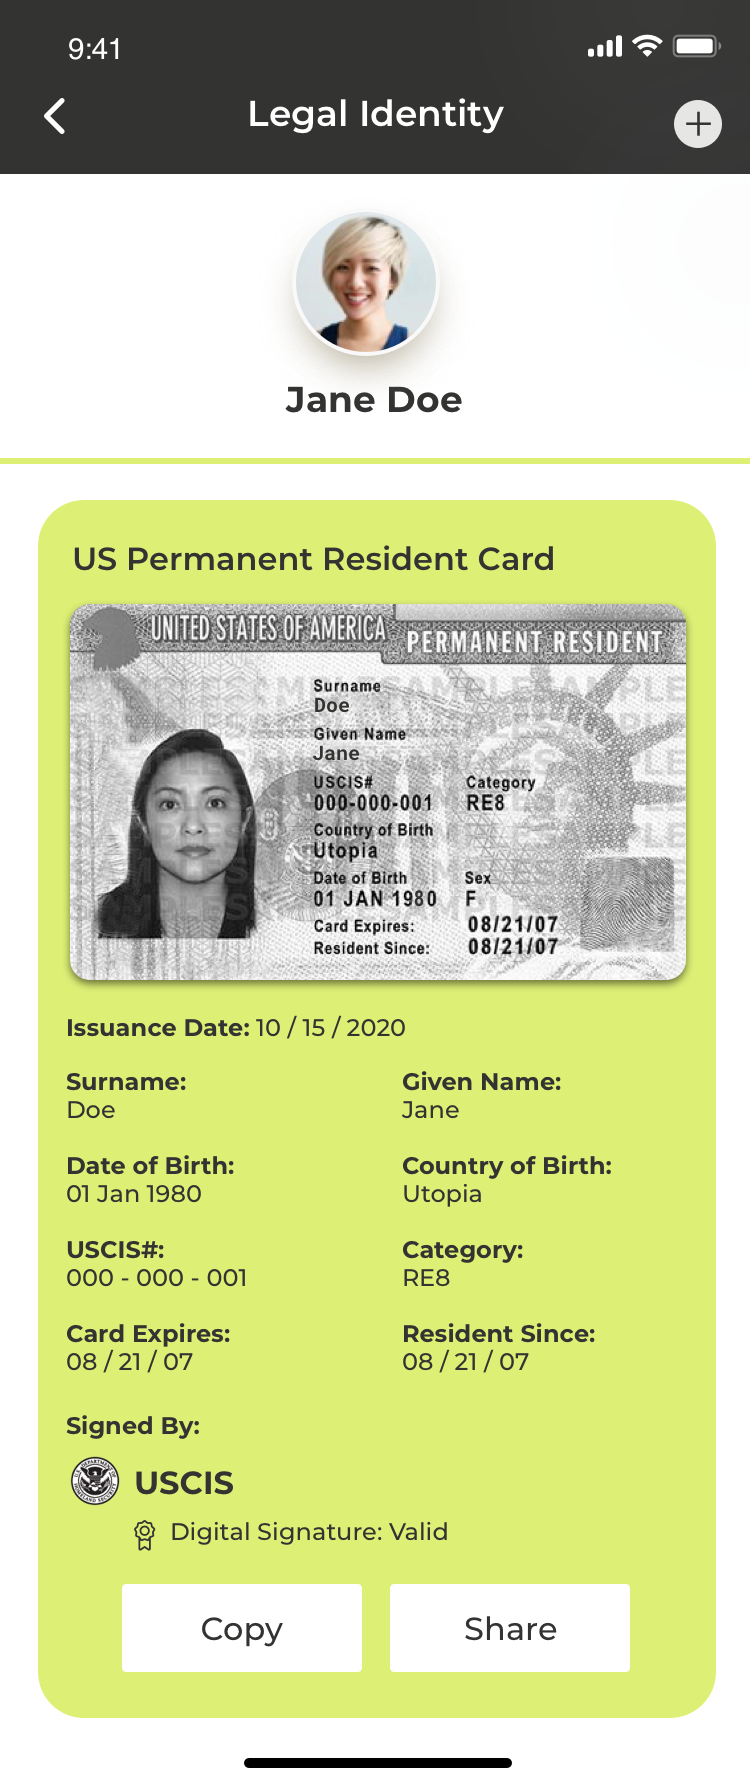 9:41
Legal Identity
Jane Doe
US Permanent Resident Card
UNITED STATES OF AMERICA
PERMANENT RESIDENT
Surname
Doe
Given Name
Jane
USCIS# Category
000-000-001 RE8
Country of Birth
Utopia
Date of Birth Sex
01 JAN 1980 F
Card Expires: 08/21/07
Resident Since: 08/21/07
Issuance Date: 10 / 15 / 2020
Surname: Given Name:
Doe Jane
Date of Birth: Country of Birth:
01 Jan 1980 Utopia
USCIS#: Category:
000 - 000 - 001 RE8
Card Expires: Resident Since:
08 / 21 / 07 08 / 21 / 07
Signed By:
USCIS
Digital Signature: Valid
Copy Share